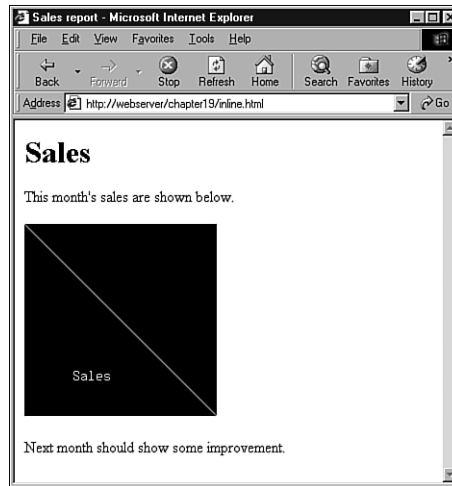 Sales report - Microsoft Internet Explorer
File Edit View Favorites Tools Help
Back Forward Stop Refresh Home Search Favorites History
Address http://webserver/chapter19/inline.html Go
Sales
This month's sales are shown below.
Sales
Next month should show some improvement.